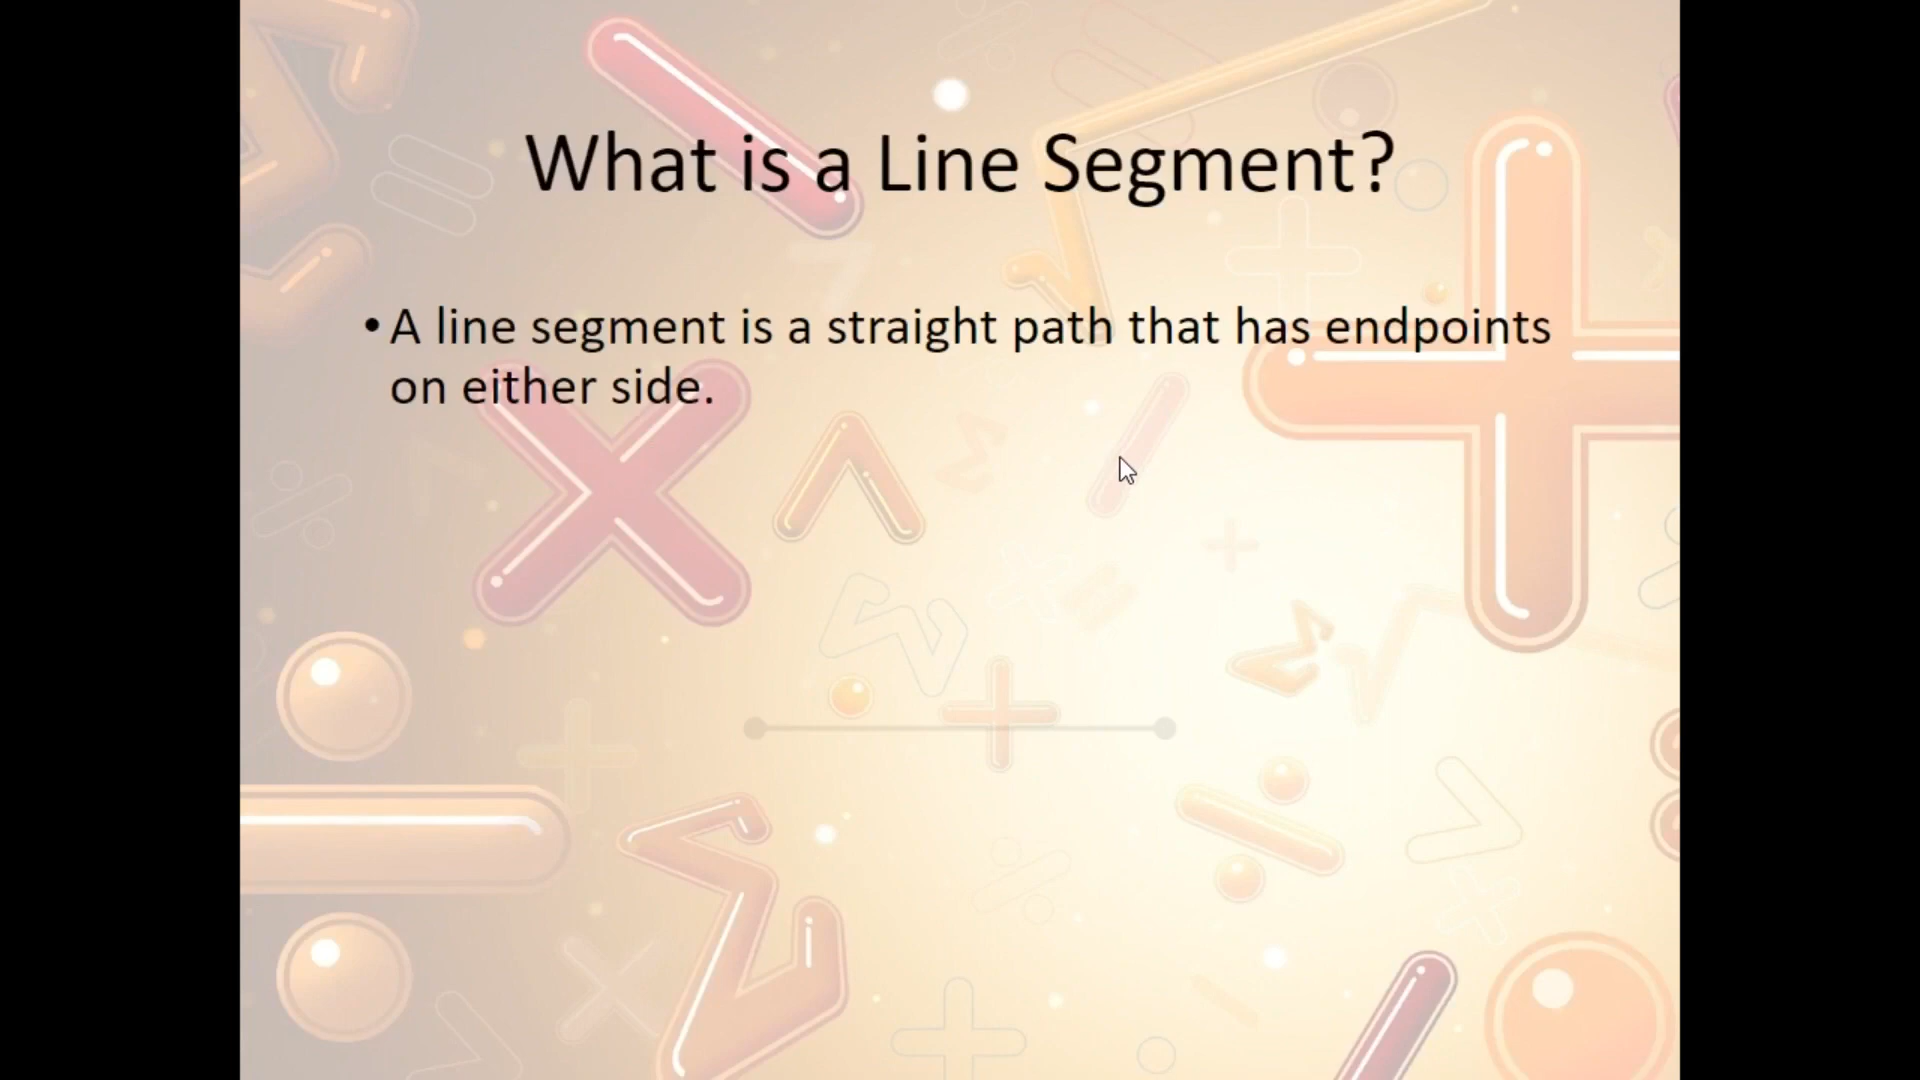 What is a Line Segment?
• A line segment is a straight path that has endpoints
on either side.